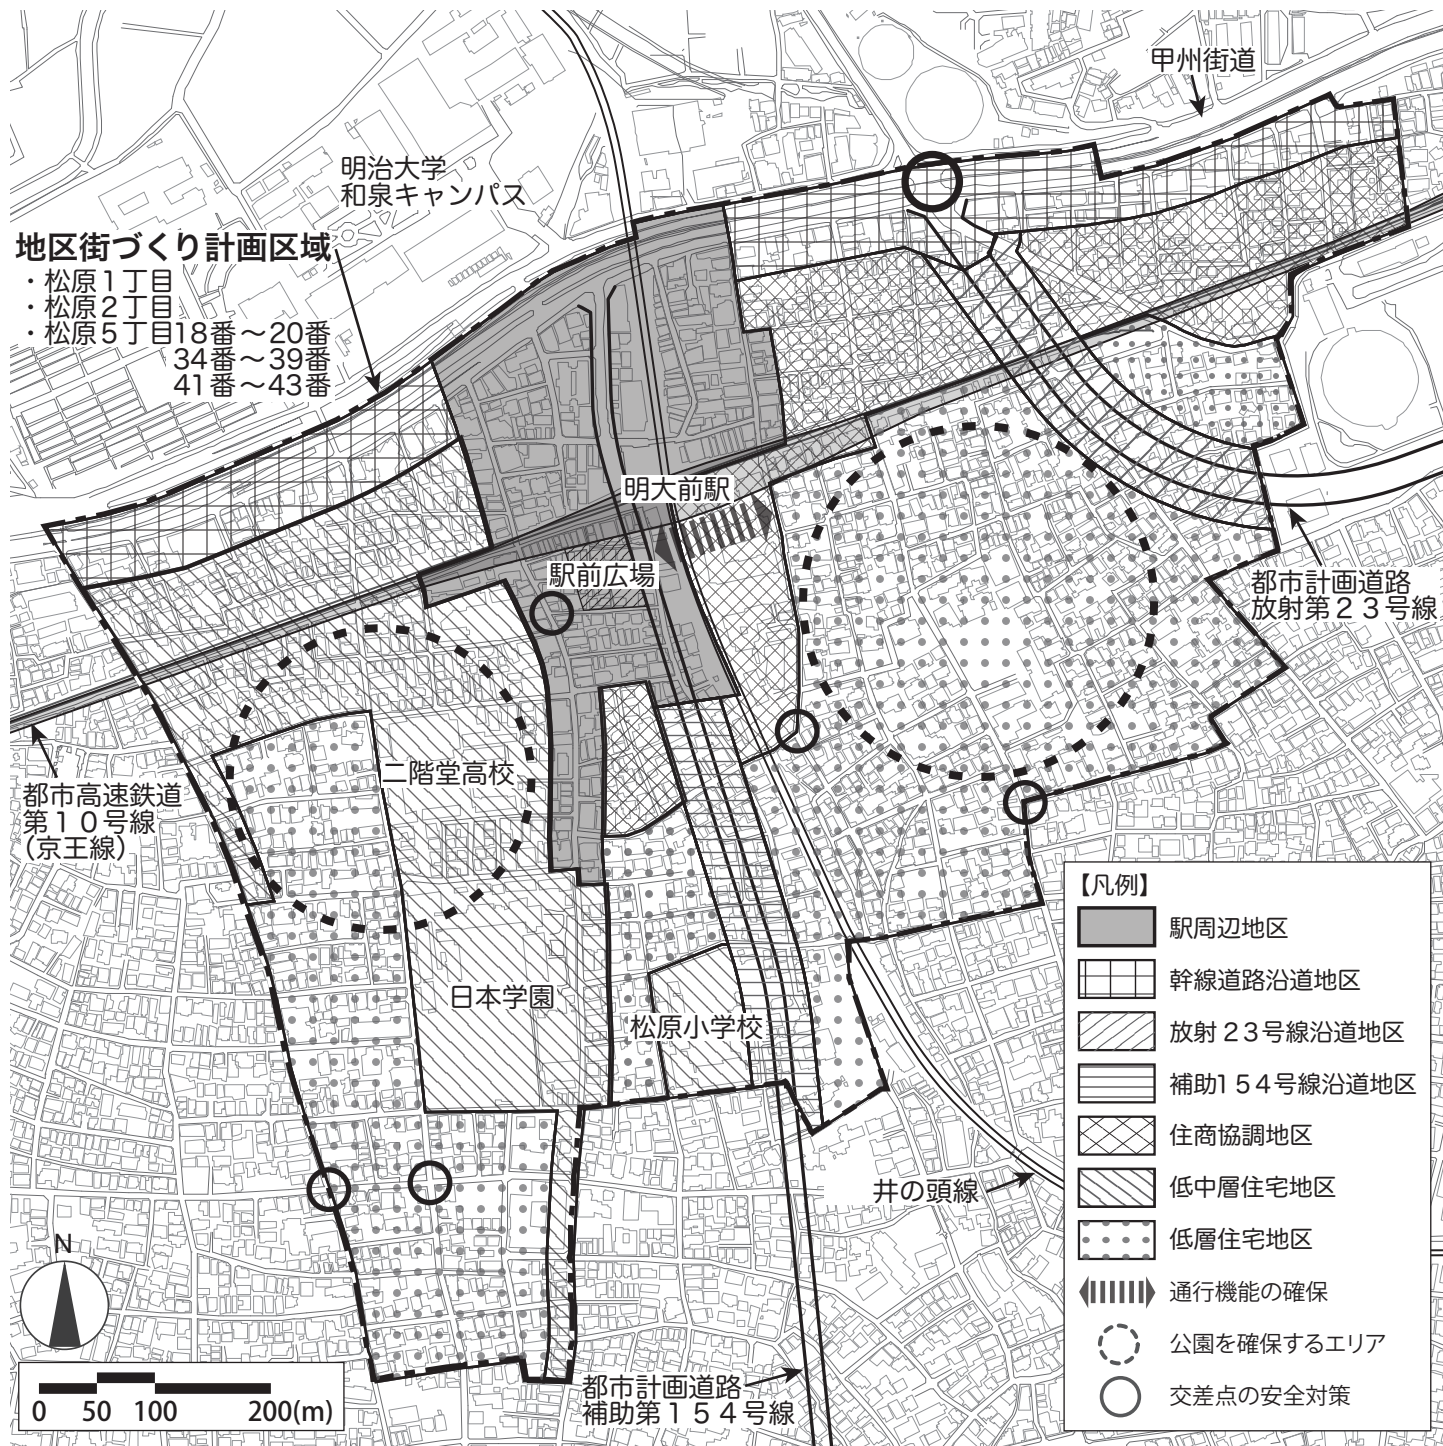 甲州街道
明治大学
和泉キャンパス
地区街づくり計画区域
・松原1丁目
・松原2丁目
・松原5丁目18番～20番
34番～39番
41番～43番
明大前駅
駅前広場
都市計画道路
放射第23号線
二階堂高校
都市高速鉄道
第10号線
(京王線)
日本学園
松原小学校
井の頭線
都市計画道路
補助第154号線
N
0 50 100 200(m)
【凡例】
駅周辺地区
幹線道路沿道地区
放射23号線沿道地区
補助154号線沿道地区
住商協調地区
低中層住宅地区
低層住宅地区
通行機能の確保
公園を確保するエリア
交差点の安全対策